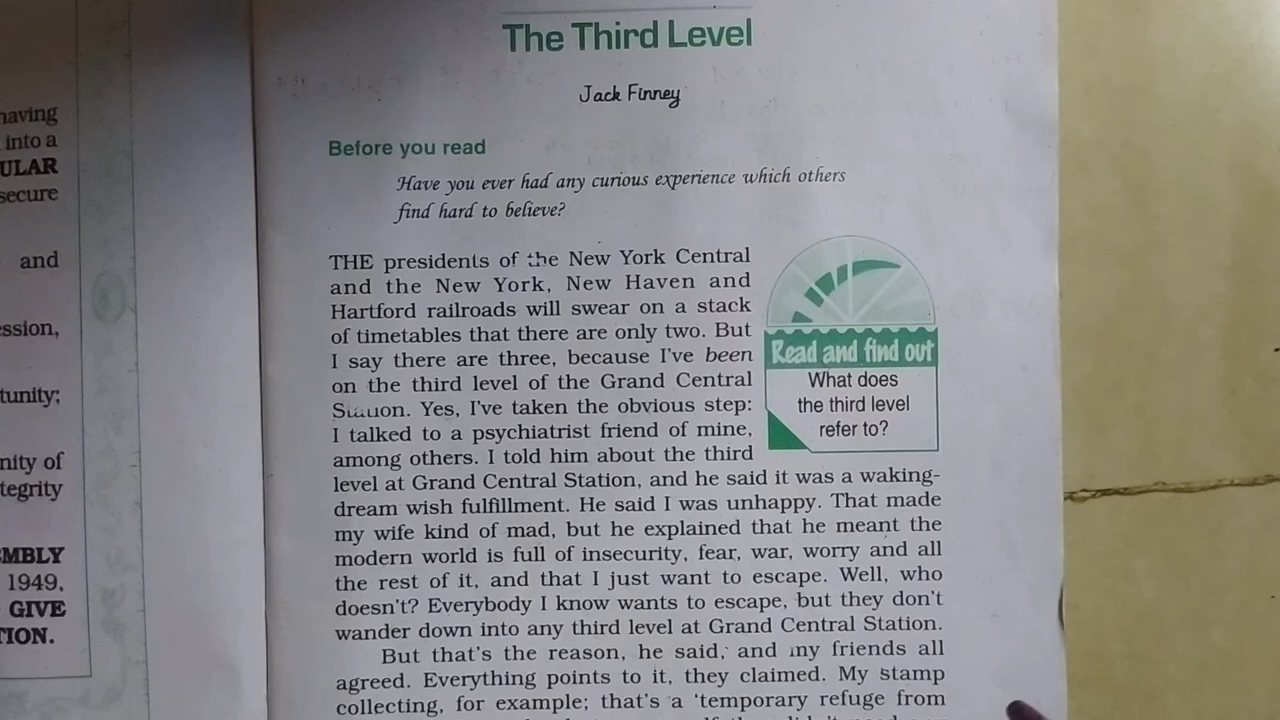 having
into a
ULAR
secure
and
ession,
tunity;
nity of
tegrity
EMBLY
1949,
GIVE
TION.
The Third Level
Jack Finney
Before you read
Have you ever had any curious experience which others
find hard to believe?
THE presidents of the New York Central
and the New York, New Haven and
Hartford railroads will swear on a stack
of timetables that there are only two. But
I say there are three, because I've been
on the third level of the Grand Central
Station. Yes, I've taken the obvious step:
I talked to a psychiatrist friend of mine,
among others. I told him about the third
level at Grand Central Station, and he said it was a waking-
dream wish fulfillment. He said I was unhappy. That made
my wife kind of mad, but he explained that he meant the
modern world is full of insecurity, fear, war, worry and all
the rest of it, and that I just want to escape. Well, who
doesn't? Everybody I know wants to escape, but they don't
wander down into any third level at Grand Central Station.
But that's the reason, he said, and my friends all
agreed. Everything points to it, they claimed. My stamp
collecting, for example; that's a ‘temporary refuge from
Read and find out
What does
the third level
refer to?